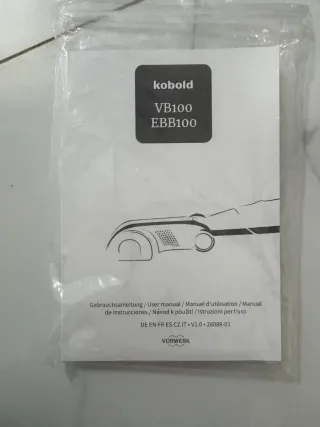 kobold
VB100
EBB100
Gebrauchsanleitung / User manual / Manuel d'utilisation / Manual
de instrucciones / Návod k použití / Istruzioni per l'uso
DE EN FR ES CZ IT • V1.0 • 26088-01
VORWERK